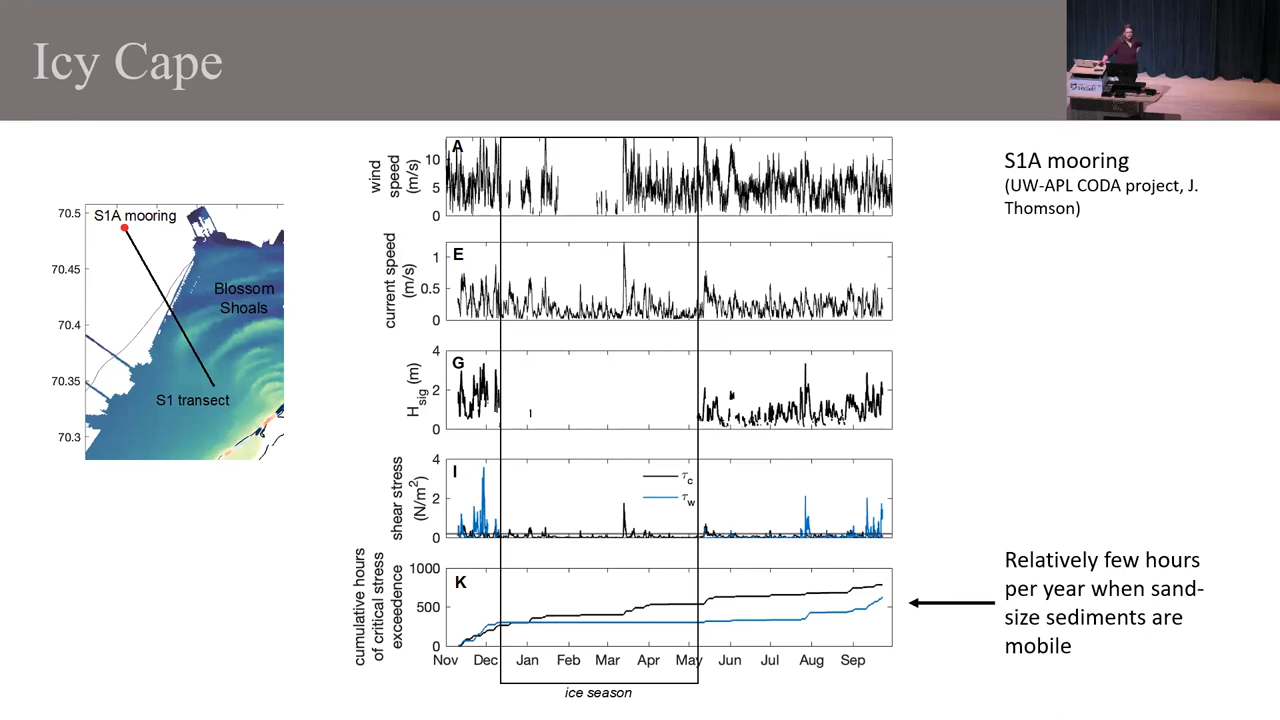 Icy Cape
70.5
S1A mooring
70.45
Blossom
Shoals
70.4
70.35
S1 transect
70.3
wind
speed
(m/s)
A
10
5
0
current speed
(m/s)
E
1
0.5
0
Hsig (m)
G
4
2
0
shear stress
(N/m²)
I
4
2
0
τc
τw
cumulative hours
of critical stress
exceedence
K
1000
500
0
Nov Dec Jan Feb Mar Apr May Jun Jul Aug Sep
ice season
S1A mooring
(UW-APL CODA project, J.
Thomson)
Relatively few hours
per year when sand-
size sediments are
mobile